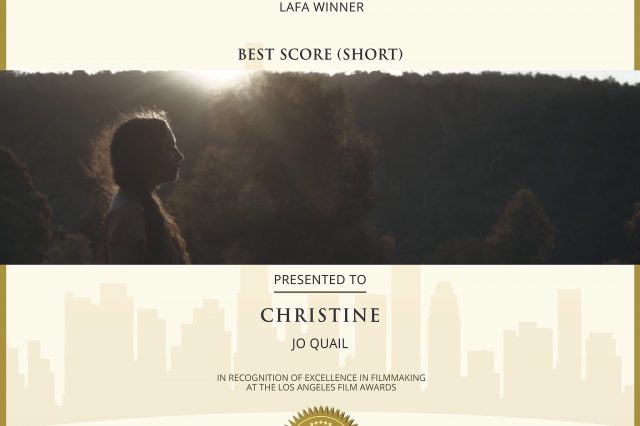 LAFA WINNER
BEST SCORE (SHORT)
PRESENTED TO
CHRISTINE
JO QUAIL
IN RECOGNITION OF EXCELLENCE IN FILMMAKING
AT THE LOS ANGELES FILM AWARDS